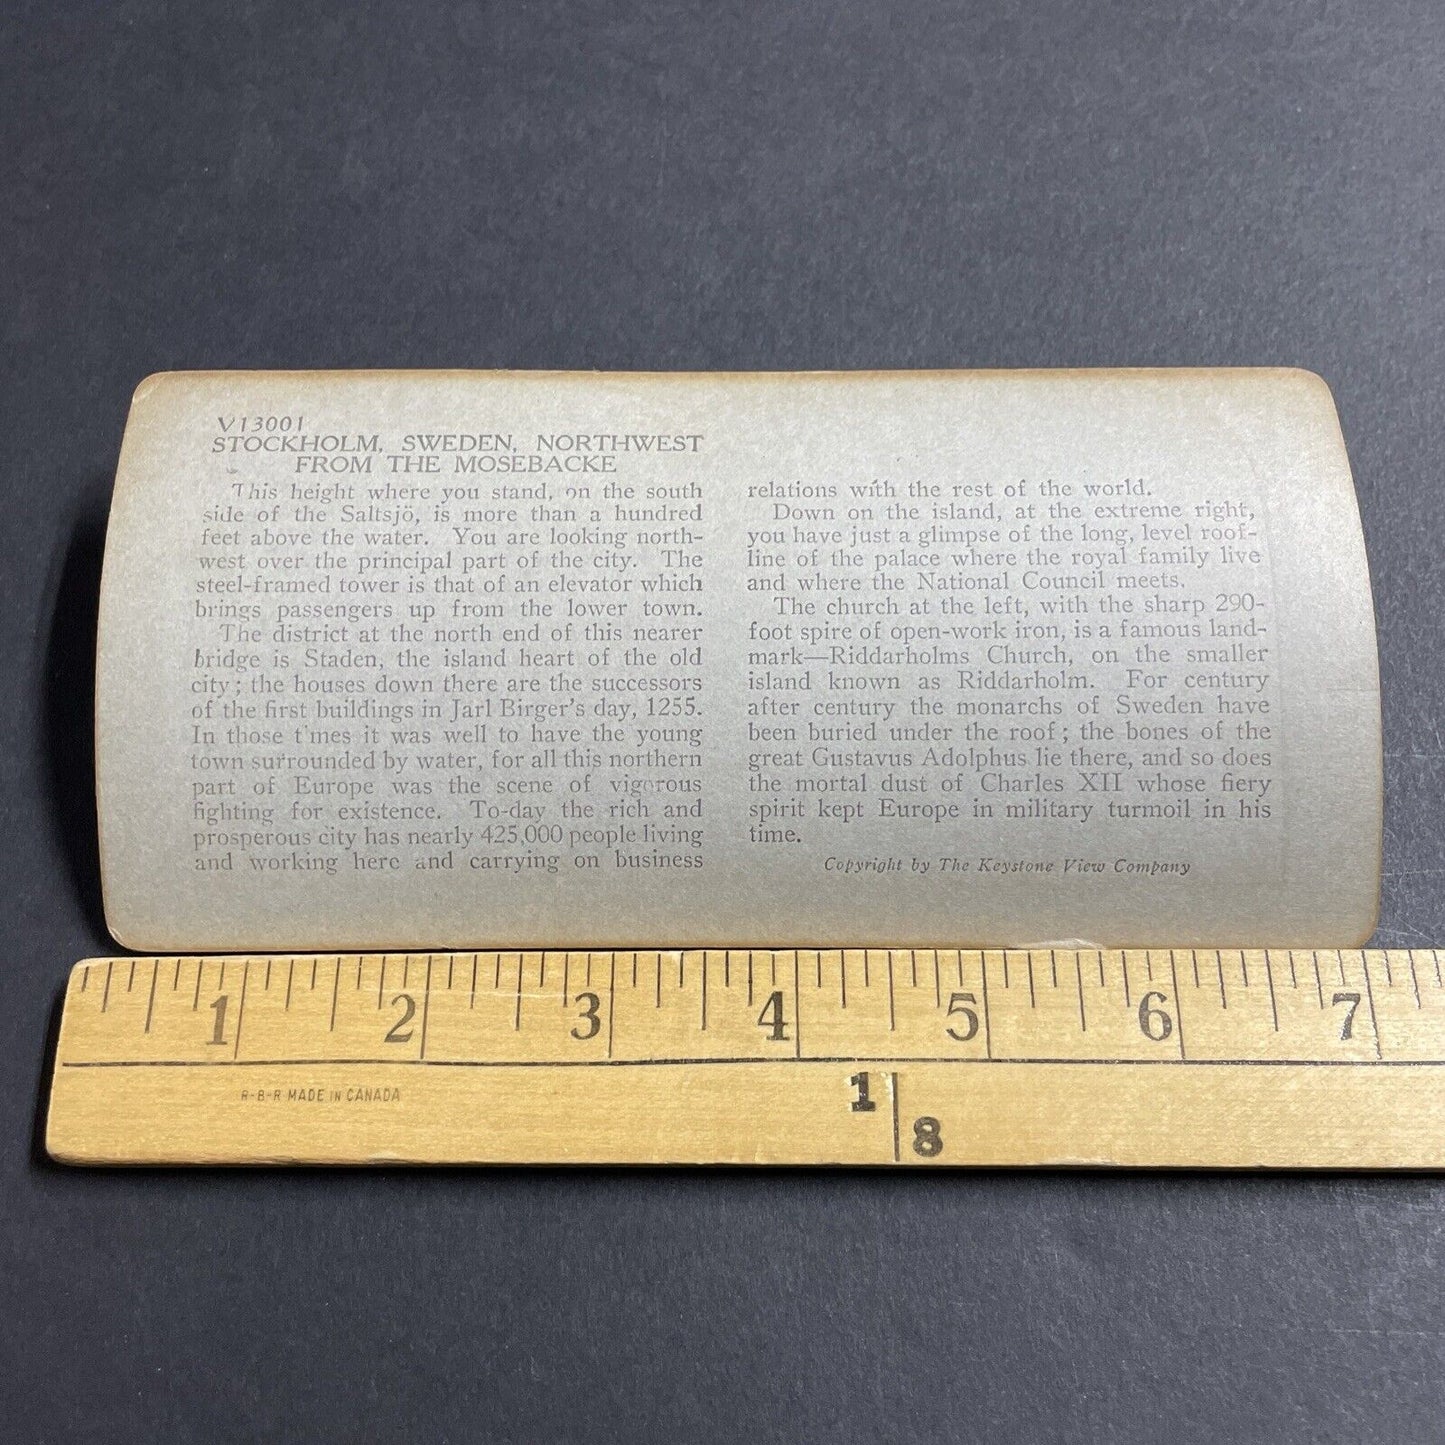 V13001
STOCKHOLM, SWEDEN, NORTHWEST
FROM THE MOSEBACKE
This height where you stand, on the south
side of the Saltsjö, is more than a hundred
feet above the water. You are looking north-
west over the principal part of the city. The
steel-framed tower is that of an elevator which
brings passengers up from the lower town.
The district at the north end of this nearer
bridge is Staden, the island heart of the old
city; the houses down there are the successors
of the first buildings in Jarl Birger's day, 1255.
In those t'mes it was well to have the young
town surrounded by water, for all this northern
part of Europe was the scene of vigorous
fighting for existence. To-day the rich and
prosperous city has nearly 425,000 people living
and working here and carrying on business
relations with the rest of the world.
Down on the island, at the extreme right,
you have just a glimpse of the long, level roof-
line of the palace where the royal family live
and where the National Council meets.
The church at the left, with the sharp 290-
foot spire of open-work iron, is a famous land-
mark—Riddarholms Church, on the smaller
island known as Riddarholm. For century
after century the monarchs of Sweden have
been buried under the roof; the bones of the
great Gustavus Adolphus lie there, and so does
the mortal dust of Charles XII whose fiery
spirit kept Europe in military turmoil in his
time.
Copyright by The Keystone View Company
1 2 3 4 5 6 7
R-B-R MADE IN CANADA
1
8